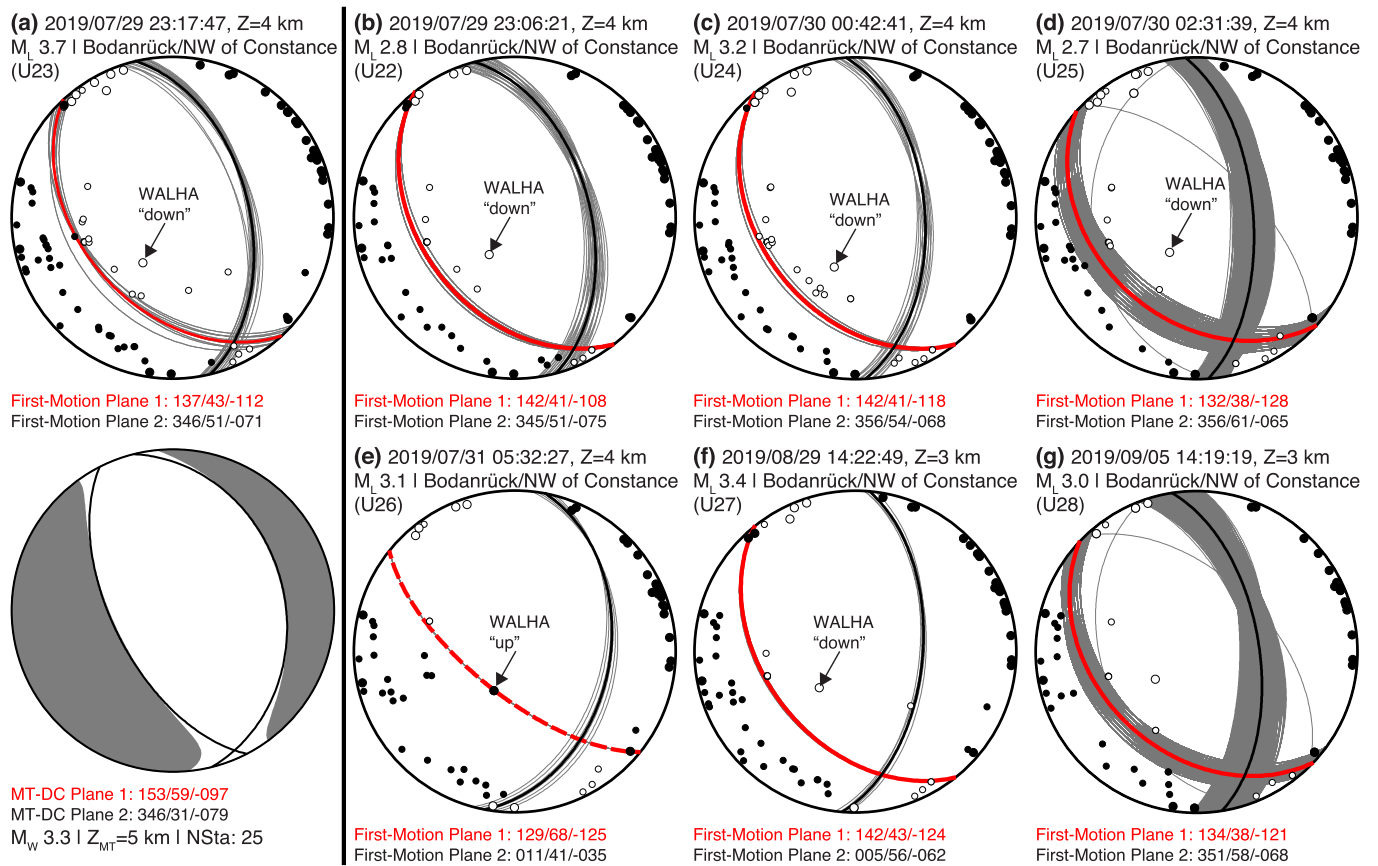 (a) 2019/07/29 23:17:47, Z=4 km
ML 3.7 | Bodanrück/NW of Constance
(U23)
WALHA
“down”
First-Motion Plane 1: 137/43/-112
First-Motion Plane 2: 346/51/-071
MT-DC Plane 1: 153/59/-097
MT-DC Plane 2: 346/31/-079
MW 3.3 | ZMT=5 km | NSta: 25
(b) 2019/07/29 23:06:21, Z=4 km
ML 2.8 | Bodanrück/NW of Constance
(U22)
WALHA
“down”
First-Motion Plane 1: 142/41/-108
First-Motion Plane 2: 345/51/-075
(c) 2019/07/30 00:42:41, Z=4 km
ML 3.2 | Bodanrück/NW of Constance
(U24)
WALHA
“down”
First-Motion Plane 1: 142/41/-118
First-Motion Plane 2: 356/54/-068
(d) 2019/07/30 02:31:39, Z=4 km
ML 2.7 | Bodanrück/NW of Constance
(U25)
WALHA
“down”
First-Motion Plane 1: 132/38/-128
First-Motion Plane 2: 356/61/-065
(e) 2019/07/31 05:32:27, Z=4 km
ML 3.1 | Bodanrück/NW of Constance
(U26)
WALHA
“up”
First-Motion Plane 1: 129/68/-125
First-Motion Plane 2: 011/41/-035
(f) 2019/08/29 14:22:49, Z=3 km
ML 3.4 | Bodanrück/NW of Constance
(U27)
WALHA
“down”
First-Motion Plane 1: 142/43/-124
First-Motion Plane 2: 005/56/-062
(g) 2019/09/05 14:19:19, Z=3 km
ML 3.0 | Bodanrück/NW of Constance
(U28)
First-Motion Plane 1: 134/38/-121
First-Motion Plane 2: 351/58/-068